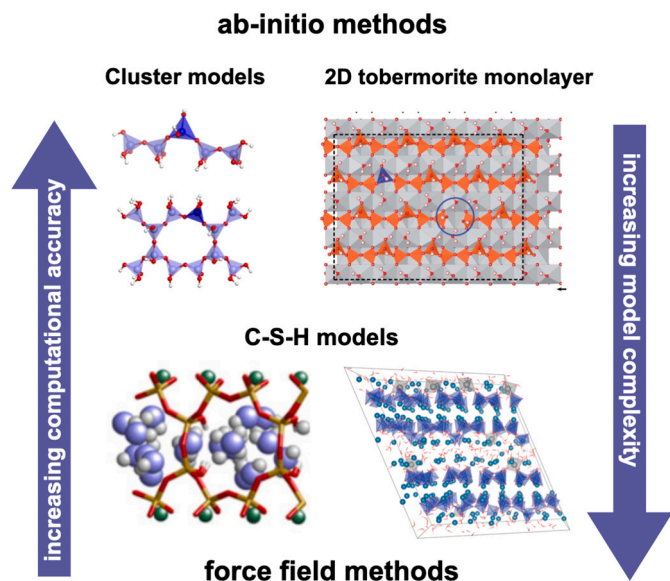 ab-initio methods
Cluster models
2D tobermorite monolayer
increasing computational accuracy
increasing model complexity
C-S-H models
force field methods